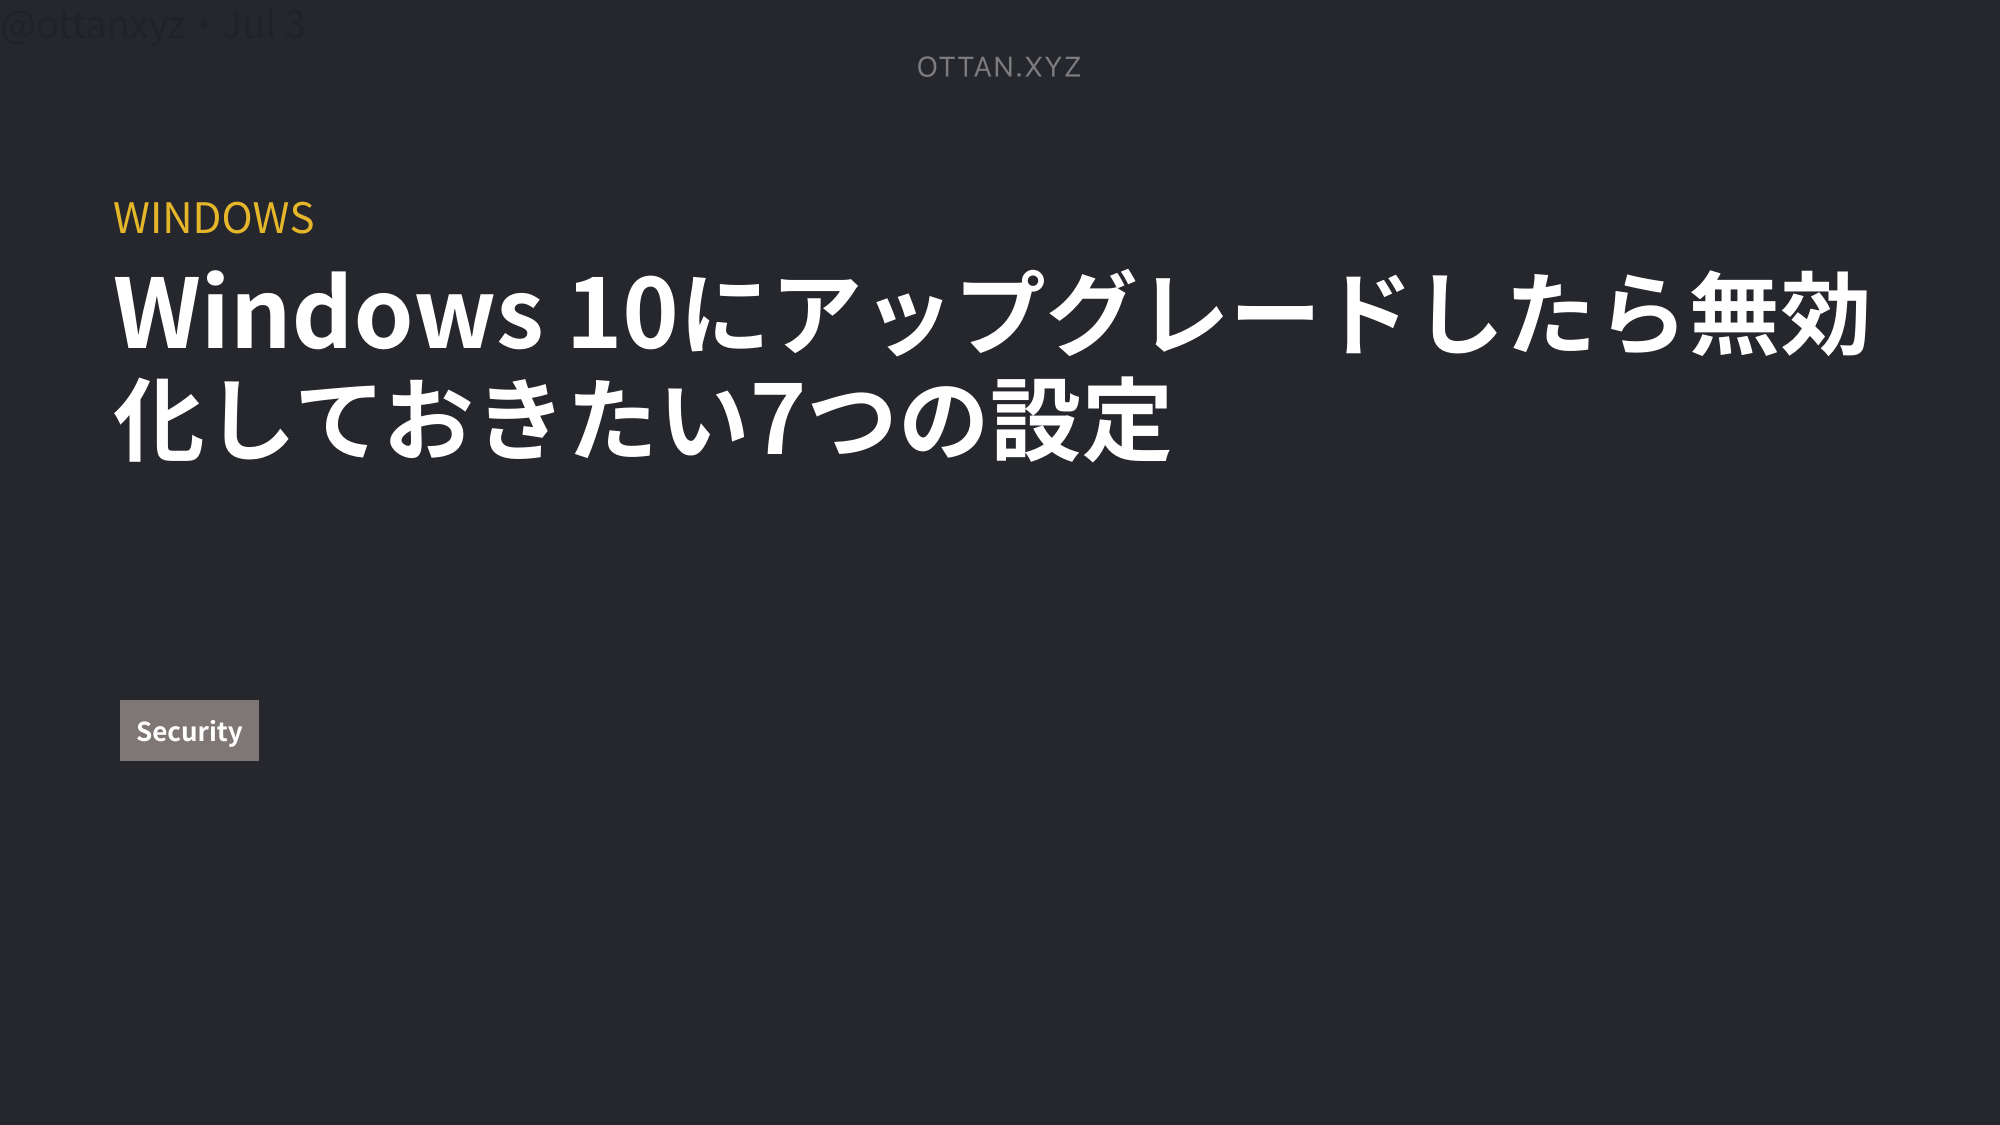 @ottanxyz・Jul 3
OTTAN.XYZ
WINDOWS
Windows 10にアップグレードしたら無効
化しておきたい7つの設定
Security